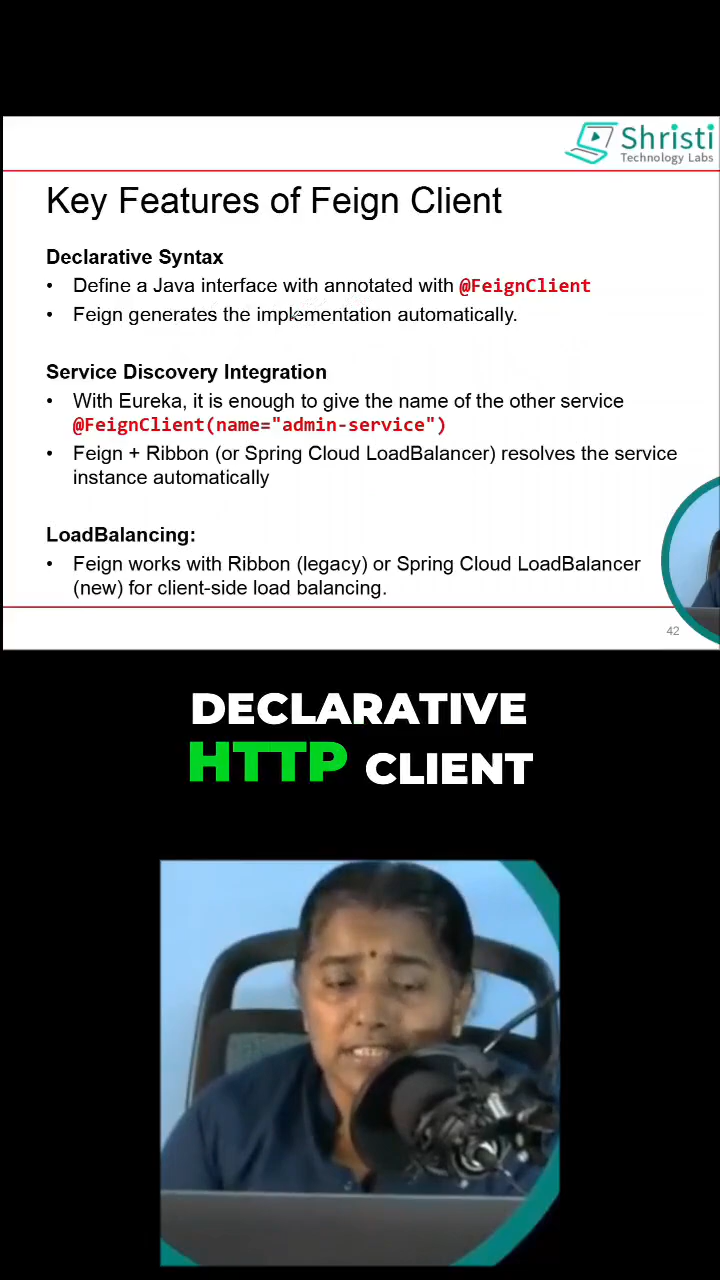 Shristi
Technology Labs
Key Features of Feign Client
Declarative Syntax
• Define a Java interface with annotated with @FeignClient
• Feign generates the implementation automatically.
Service Discovery Integration
• With Eureka, it is enough to give the name of the other service
@FeignClient(name="admin-service")
• Feign + Ribbon (or Spring Cloud LoadBalancer) resolves the service
instance automatically
LoadBalancing:
• Feign works with Ribbon (legacy) or Spring Cloud LoadBalancer
(new) for client-side load balancing.
42
DECLARATIVE
HTTP CLIENT